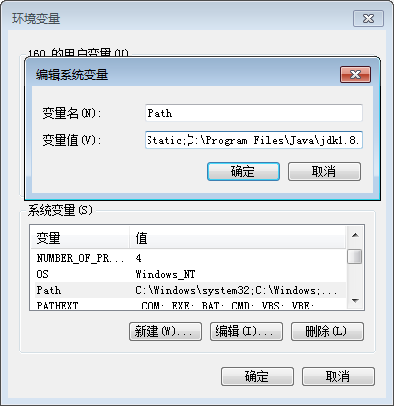 环境变量
160 的用户变量(U)
编辑系统变量
变量名(N): Path
变量值(V): Static;C:\Program Files\Java\jdk1.8.
确定 取消
系统变量(S)
变量 值
NUMBER_OF_PR... 4
OS Windows_NT
Path C:\Windows\system32;C:\Windows;...
PATHEXT .COM;.EXE;.BAT;.CMD;.VBS;.VBE;
新建(W)... 编辑(I)... 删除(L)
确定 取消